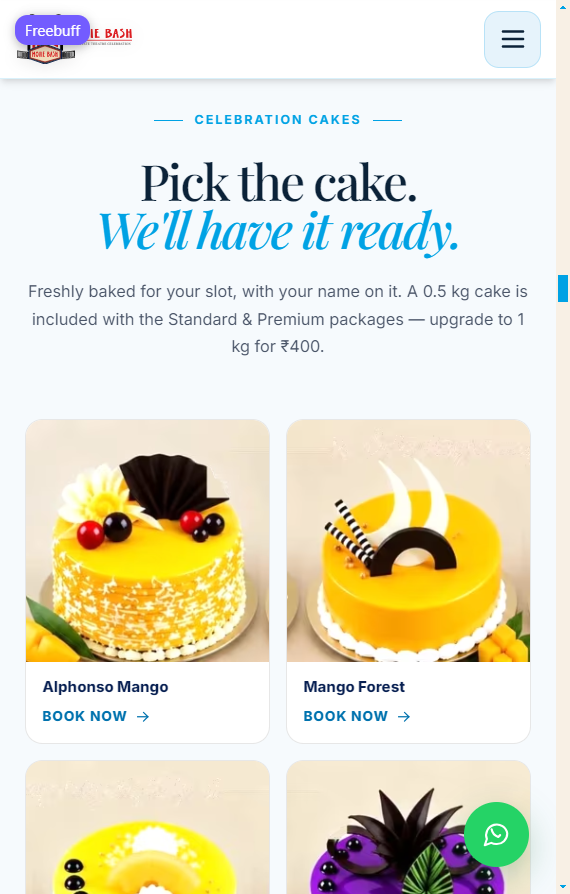 Freebuff
MOVIE BASH
CELEBRATION CAKES
Pick the cake.
We'll have it ready.
Freshly baked for your slot, with your name on it. A 0.5 kg cake is
included with the Standard & Premium packages — upgrade to 1
kg for ₹400.
Alphonso Mango
BOOK NOW →
Mango Forest
BOOK NOW →